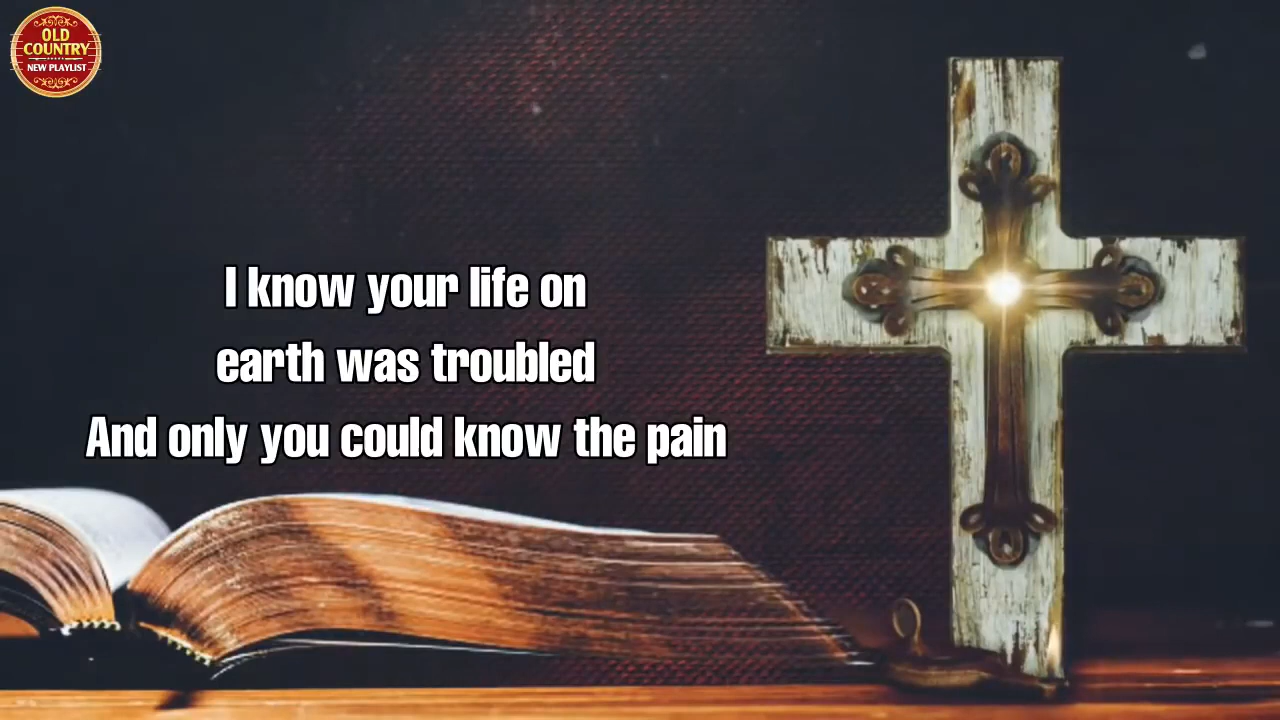 OLD
COUNTRY
NEW PLAYLIST
I know your life on
earth was troubled
And only you could know the pain